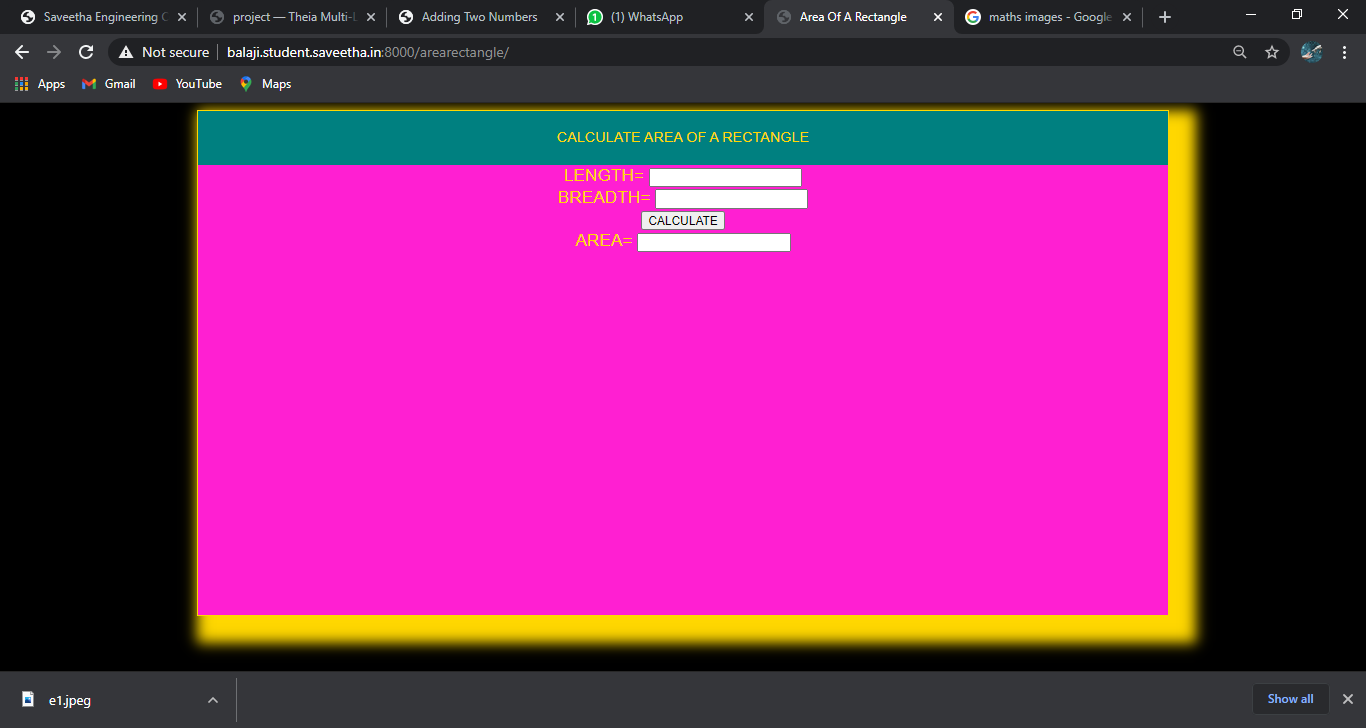 Saveetha Engineering C
project — Theia Multi-L
Adding Two Numbers
(1) WhatsApp
Area Of A Rectangle
maths images - Google
Not secure
balaji.student.saveetha.in:8000/arearectangle/
Apps
Gmail
YouTube
Maps
CALCULATE AREA OF A RECTANGLE
LENGTH=
BREADTH=
CALCULATE
AREA=
e1.jpeg
Show all